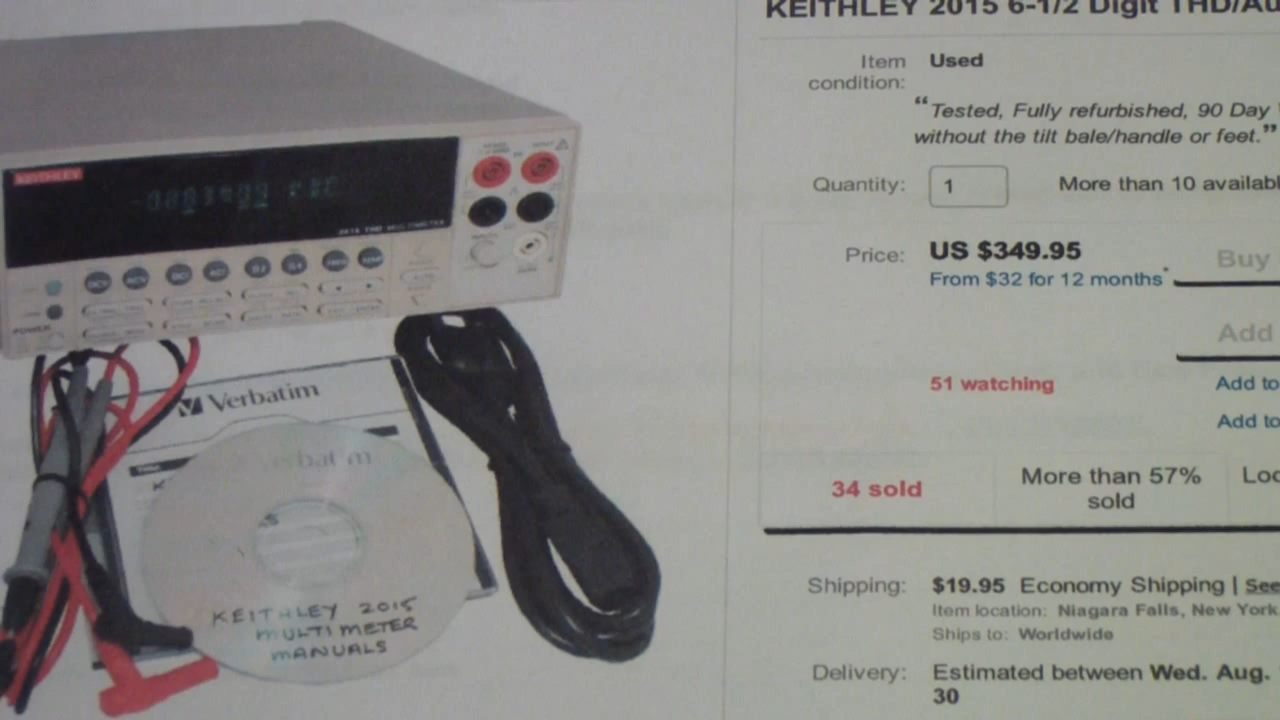 KEITHLEY 2015 6-1/2 Digit THD/Au
Item condition: Used
“Tested, Fully refurbished, 90 Day
without the tilt bale/handle or feet.”
Quantity: 1 More than 10 availabl
Price: US $349.95 Buy
From $32 for 12 months*
Add
51 watching Add to
Add to
34 sold More than 57% sold Loc
Shipping: $19.95 Economy Shipping | See
Item location: Niagara Falls, New York
Ships to: Worldwide
Delivery: Estimated between Wed. Aug.
30
KEITHLEY
2015 THD MULTIMETER
POWER
Verbatim
Verbatim
KEITHLEY 2015
MULTIMETER
MANUALS